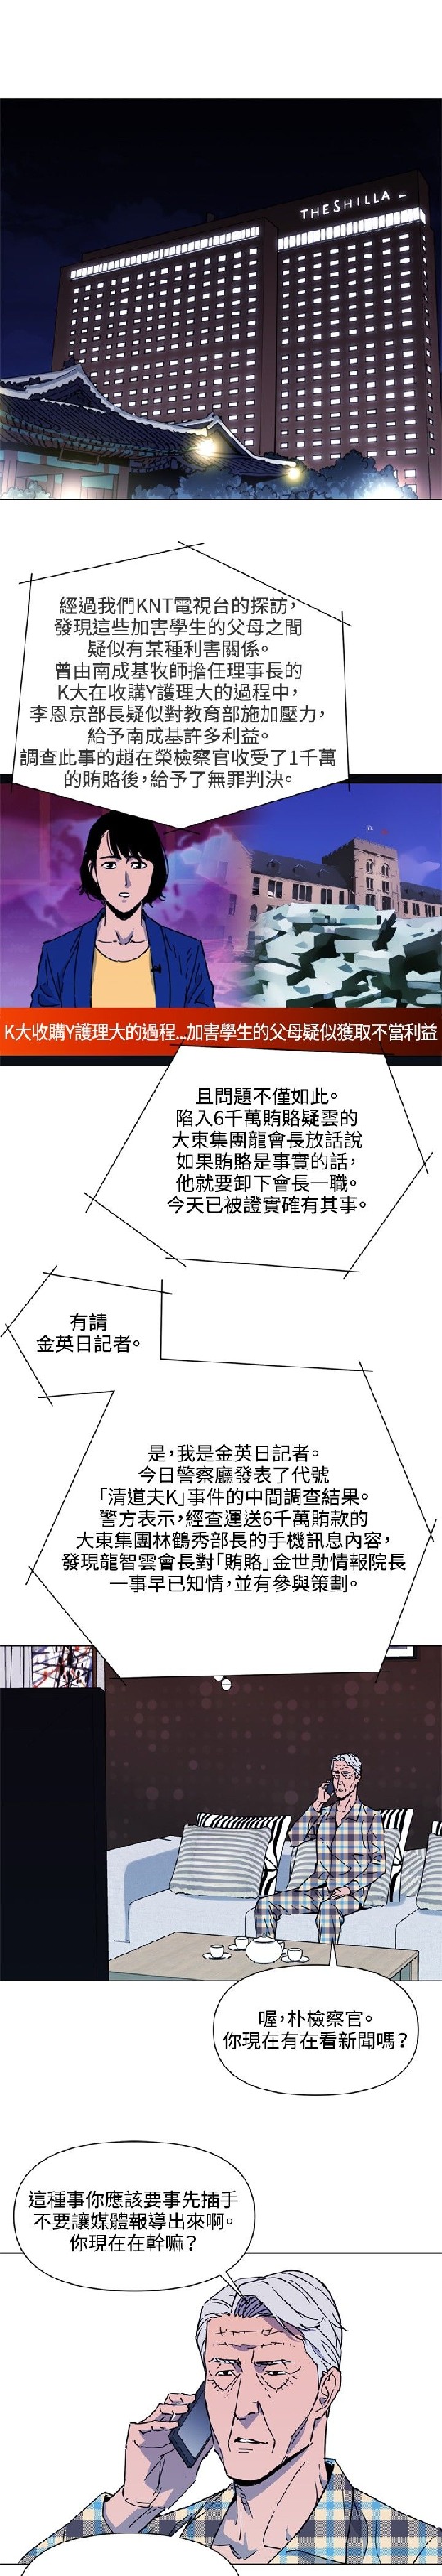 THE SHILLA
經過我們KNT電視台的探訪，
發現這些加害學生的父母之間
疑似有某種利害關係。
曾由南成基牧師擔任理事長的
K大在收購Y護理大的過程中，
李恩京部長疑似對教育部施加壓力，
給予南成基許多利益。
調查此事的趙在榮檢察官收受了1千萬
的賄賂後，給予了無罪判決。
K大收購Y護理大的過程...加害學生的父母疑似獲取不當利益
且問題不僅如此。
陷入6千萬賄賂疑雲的
大東集團龍會長放話說
如果賄賂是事實的話，
他就要卸下會長一職。
今天已被證實確有其事。
有請
金英日記者。
是，我是金英日記者。
今日警察廳發表了代號
「清道夫K」事件的中間調查結果。
警方表示，經查運送6千萬賄款的
大東集團林鶴秀部長的手機訊息內容，
發現龍智雲會長對「賄賂」金世勛情報院長
一事早已知情，並有參與策劃。
喔，朴檢察官。
你現在有在看新聞嗎？
這種事你應該要事先插手
不要讓媒體報導出來啊。
你現在在幹嘛？